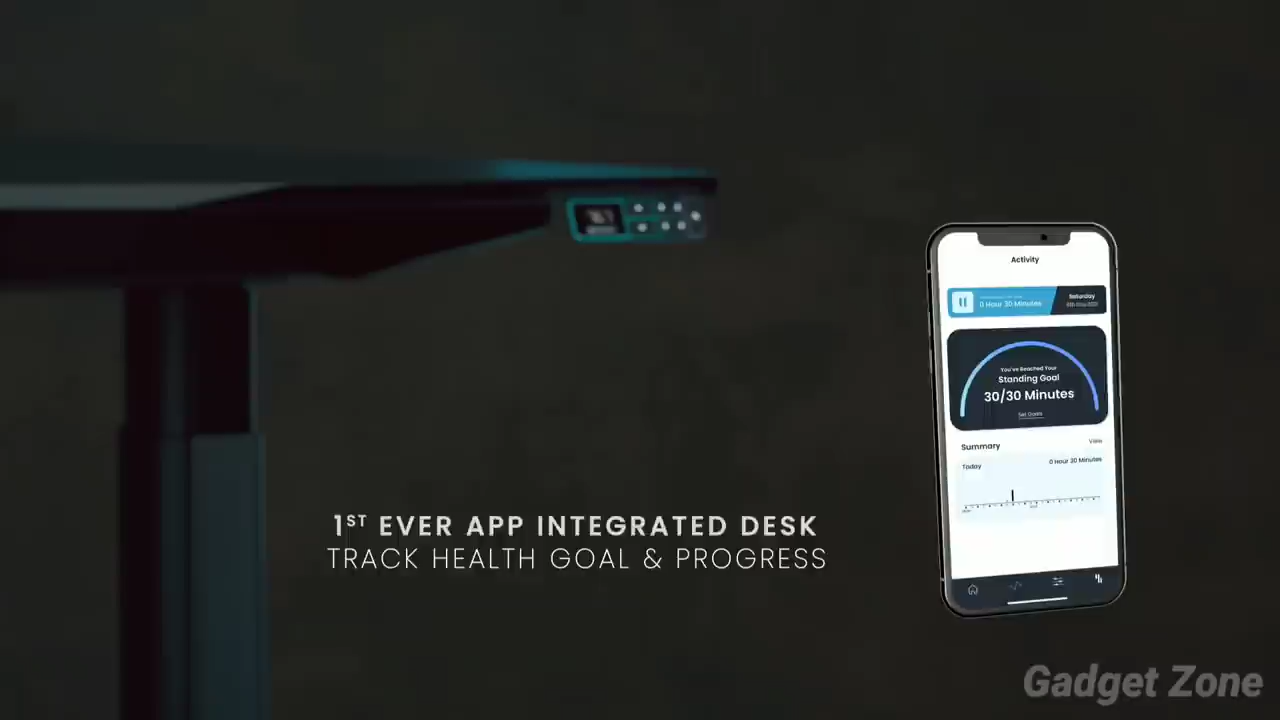 1ST EVER APP INTEGRATED DESK
TRACK HEALTH GOAL & PROGRESS
Activity
0 Hour 30 Minutes
Saturday
You've Reached Your
Standing Goal
30/30 Minutes
Set Goals
Summary
Today
0 Hour 30 Minutes
Gadget Zone